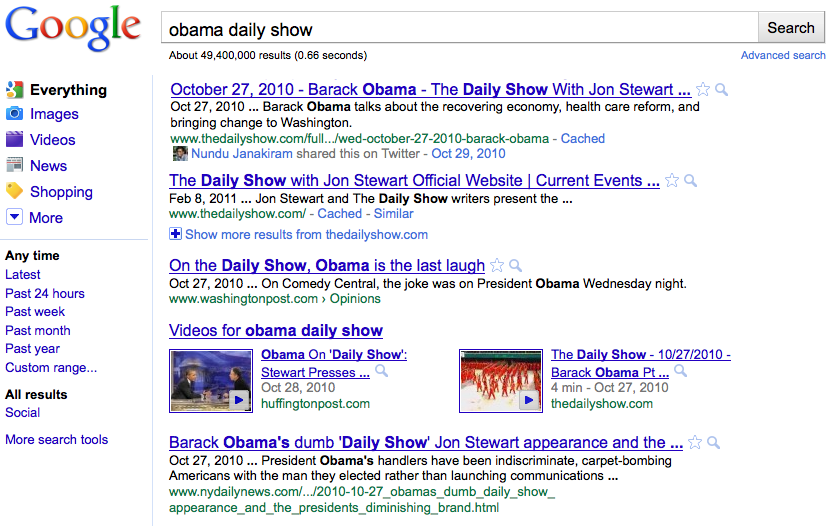 Google
obama daily show
Search
About 49,400,000 results (0.66 seconds)
Advanced search
Everything
Images
Videos
News
Shopping
More
Any time
Latest
Past 24 hours
Past week
Past month
Past year
Custom range...
All results
Social
More search tools
October 27, 2010 - Barack Obama - The Daily Show With Jon Stewart ...
Oct 27, 2010 ... Barack Obama talks about the recovering economy, health care reform, and
bringing change to Washington.
www.thedailyshow.com/full.../wed-october-27-2010-barack-obama - Cached
Nundu Janakiram shared this on Twitter - Oct 29, 2010
The Daily Show with Jon Stewart Official Website | Current Events ...
Feb 8, 2011 ... Jon Stewart and The Daily Show writers present the ...
www.thedailyshow.com/ - Cached - Similar
Show more results from thedailyshow.com
On the Daily Show, Obama is the last laugh
Oct 27, 2010 ... On Comedy Central, the joke was on President Obama Wednesday night.
www.washingtonpost.com › Opinions
Videos for obama daily show
Obama On 'Daily Show':
Stewart Presses ...
Oct 28, 2010
huffingtonpost.com
The Daily Show - 10/27/2010 -
Barack Obama Pt ...
4 min - Oct 27, 2010
thedailyshow.com
Barack Obama's dumb 'Daily Show' Jon Stewart appearance and the ...
Oct 27, 2010 ... President Obama's handlers have been indiscriminate, carpet-bombing
Americans with the man they elected rather than launching communications ...
www.nydailynews.com/.../2010-10-27_obamas_dumb_daily_show_
appearance_and_the_presidents_diminishing_brand.html